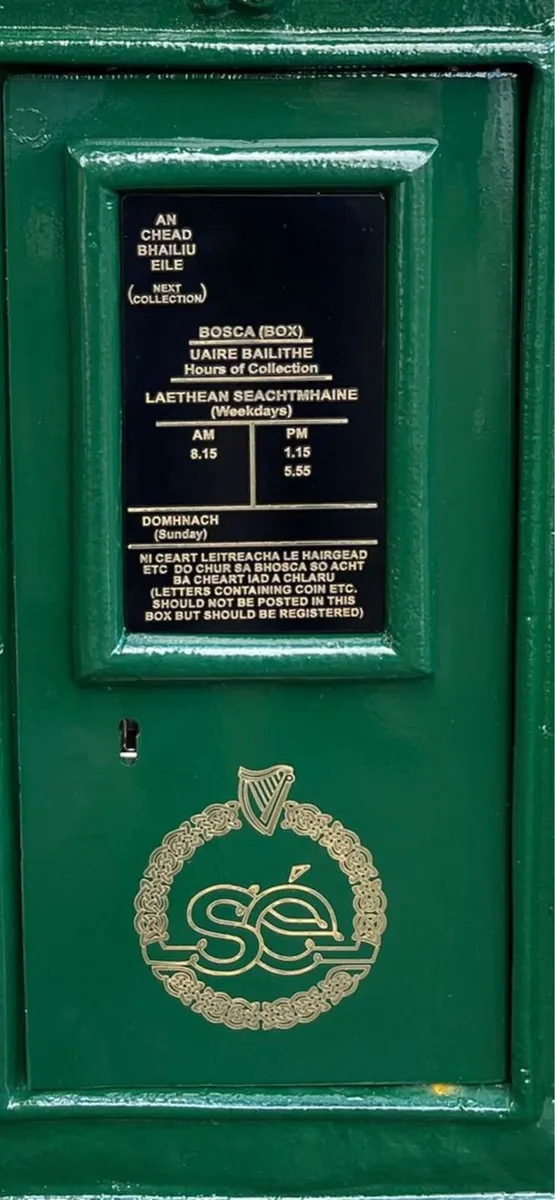 AN
CHEAD
BHAILIU
EILE
(NEXT
COLLECTION)
BOSCA (BOX)
UAIRE BAILITHE
Hours of Collection
LAETHEAN SEACHTMHAINE
(Weekdays)
AM PM
8.15 1.15
5.55
DOMHNACH
(Sunday)
NI CEART LEITREACHA LE HAIRGEAD
ETC DO CHUR SA BHOSCA SO ACHT
BA CHEART IAD A CHLARU
(LETTERS CONTAINING COIN ETC.
SHOULD NOT BE POSTED IN THIS
BOX BUT SHOULD BE REGISTERED)
sé